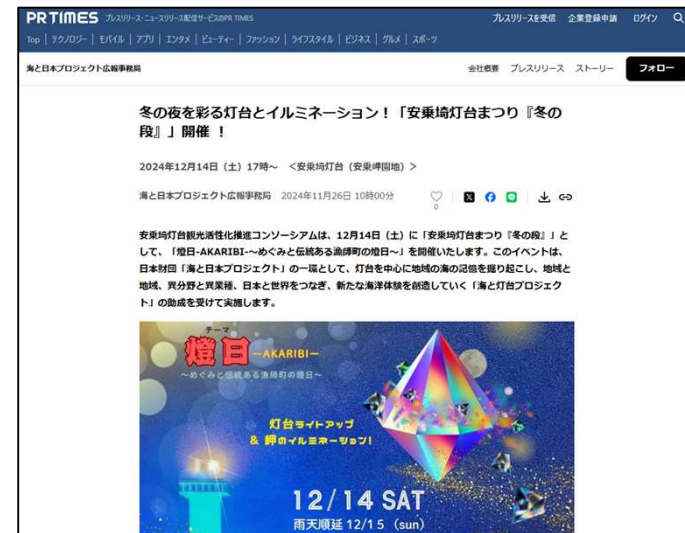 PR TIMES プレスリリース・ニュースリリース配信サービスのPR TIMES
プレスリリースを受信 企業登録申請 ログイン
Top | テクノロジー | モバイル | アプリ | エンタメ | ビューティー | ファッション | ライフスタイル | ビジネス | グルメ | スポーツ
海と日本プロジェクト広報事務局
会社概要 プレスリリース ストーリー フォロー
冬の夜を彩る灯台とイルミネーション！「安乗埼灯台まつり『冬の
段』」開催 ！
2024年12月14日（土）17時～ ＜安乗埼灯台（安乗岬園地）＞
海と日本プロジェクト広報事務局 2024年11月26日 10時00分
0
安乗埼灯台観光活性化推進コンソーシアムは、12月14日（土）に「安乗埼灯台まつり『冬の段』」と
して、「燈日-AKARIBI-～めぐみと伝統ある漁師町の燈日～」を開催いたします。このイベントは、
日本財団「海と日本プロジェクト」の一環として、灯台を中心に地域の海の記憶を掘り起こし、地域と
地域、異分野と異業種、日本と世界をつなぎ、新たな海洋体験を創造していく「海と灯台プロジェク
ト」の助成を受けて実施します。
テーマ
燈日 –AKARIBI–
～めぐみと伝統ある漁師町の燈日～
灯台ライトアップ
& 岬のイルミネーション!
12/14 SAT
雨天順延 12/15 (sun)